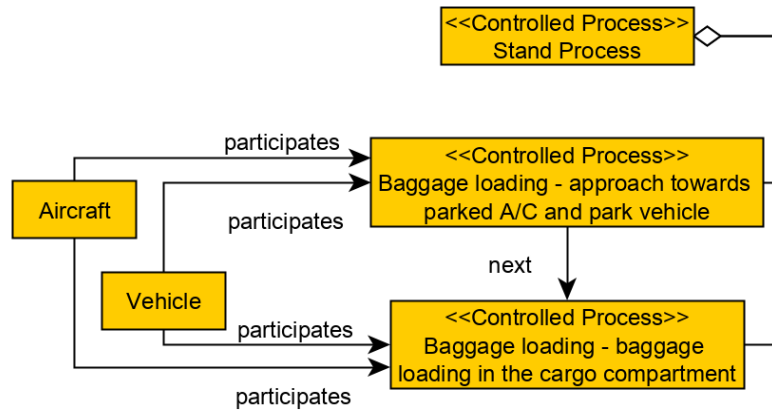 <<Controlled Process>>
Stand Process
participates
<<Controlled Process>>
Baggage loading - approach towards
parked A/C and park vehicle
Aircraft
participates
next
Vehicle
<<Controlled Process>>
participates
Baggage loading - baggage
loading in the cargo compartment
participates